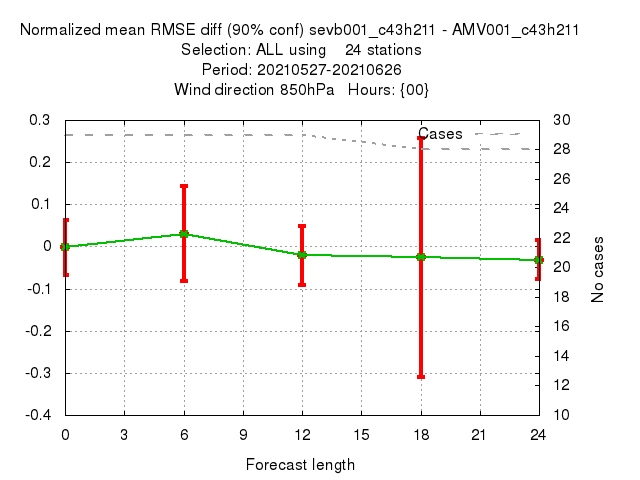 Normalized mean RMSE diff (90% conf) sevb001_c43h211 - AMV001_c43h211
Selection: ALL using 24 stations
Period: 20210527-20210626
Wind direction 850hPa Hours: {00}
Cases
0.3
0.2
0.1
0
-0.1
-0.2
-0.3
-0.4
30
28
26
24
22
20
18
16
14
12
10
No cases
0 3 6 9 12 15 18 21 24
Forecast length